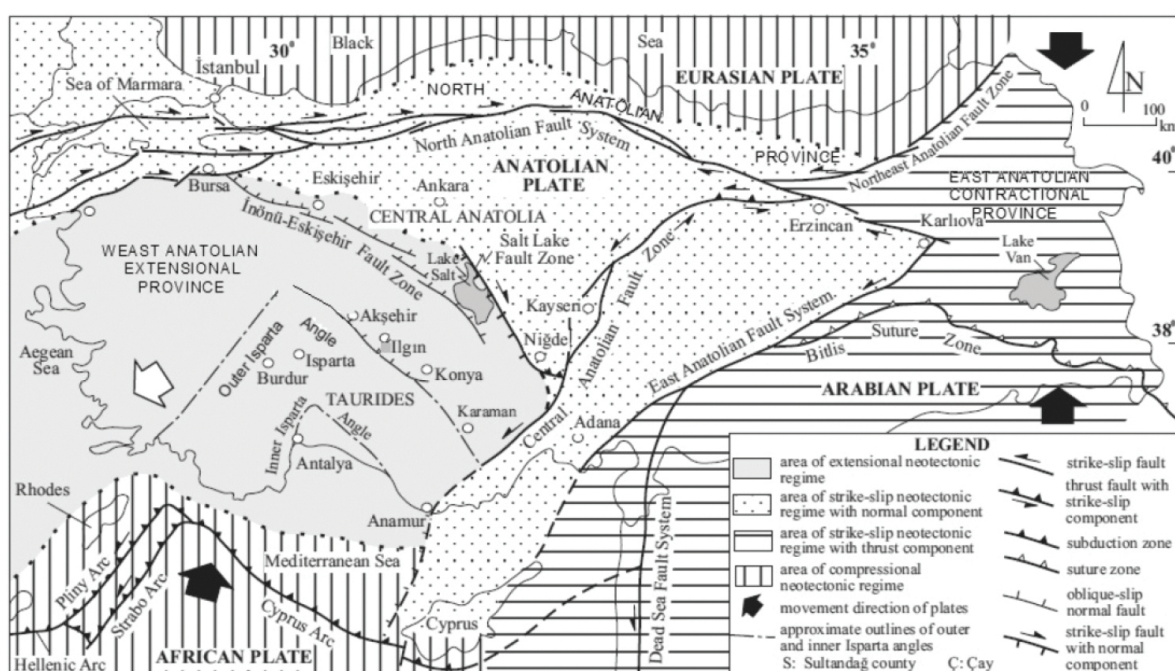 30°
Black
Sea
35°
EURASIAN PLATE
İstanbul
Sea of Marmara
N
0 100
km
NORTH
ANATOLIAN
PROVINCE
North Anatolian Fault System
Northeast Anatolian Fault Zone
40°
ANATOLIAN
PLATE
EAST ANATOLIAN
CONTRACTIONAL
PROVINCE
Bursa
Eskişehir
Ankara
CENTRAL ANATOLIA
İnönü-Eskişehir Fault Zone
Erzincan
Karlıova
WEAST ANATOLIAN
EXTENSIONAL
PROVINCE
Salt Lake
Fault Zone
Lake
Salt
Lake
Van
Kayseri
Central Anatolian Fault Zone
East Anatolian Fault System
Bitlis Suture Zone
38°
Aegean
Sea
Outer Isparta Angle
Akşehir
Ilgın
Isparta
Burdur
Konya
Niğde
ARABIAN PLATE
TAURIDES
Karaman
Adana
Inner Isparta Angle
Antalya
Anamur
Rhodes
Mediterranean Sea
Pliny Arc
Strabo Arc
Cyprus Arc
Cyprus
Dead Sea Fault System
Hellenic Arc
AFRICAN PLATE
LEGEND
area of extensional neotectonic
regime
area of strike-slip neotectonic
regime with normal component
area of strike-slip neotectonic
regime with thrust component
area of compressional
neotectonic regime
movement direction of plates
approximate outlines of outer
and inner Isparta angles
strike-slip fault
thrust fault with
strike-slip
component
subduction zone
suture zone
oblique-slip
normal fault
strike-slip fault
with normal
component
S: Sultandağ county Ç: Çay